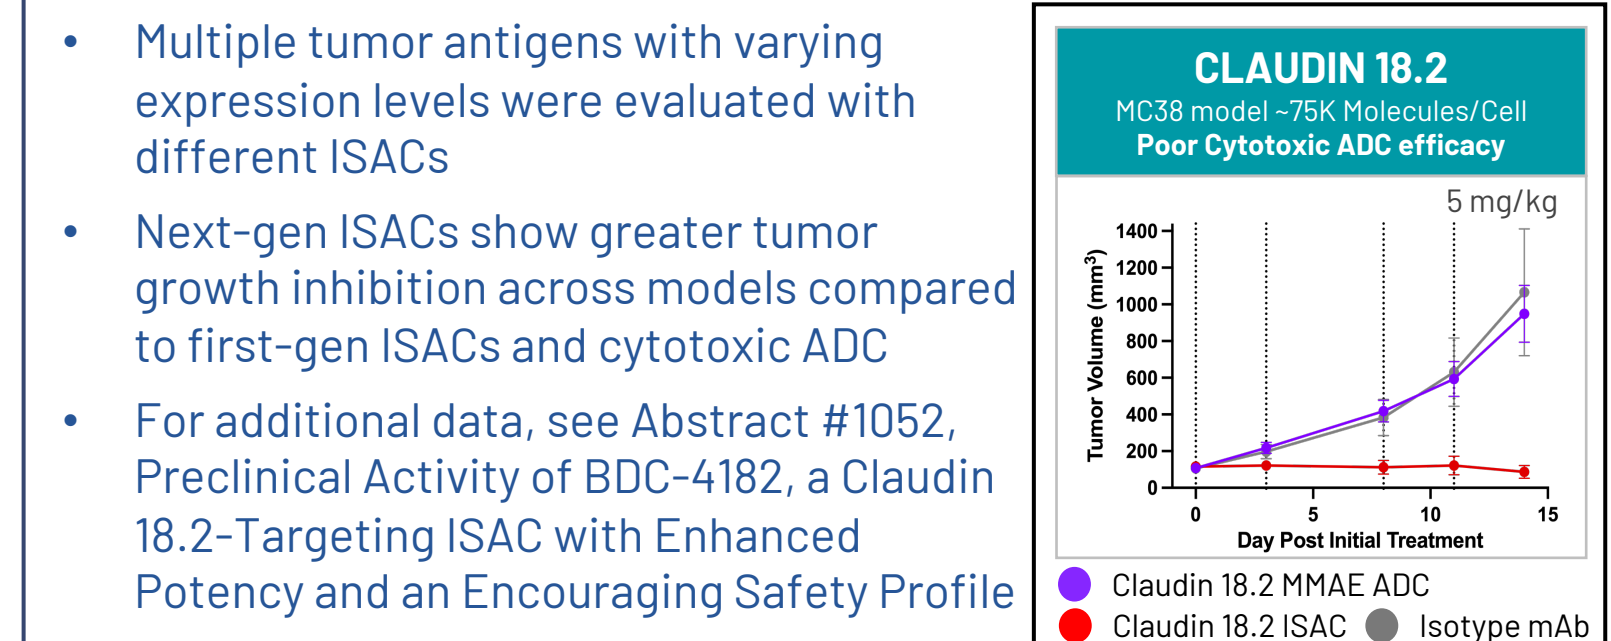 • Multiple tumor antigens with varying
expression levels were evaluated with
different ISACs
• Next-gen ISACs show greater tumor
growth inhibition across models compared
to first-gen ISACs and cytotoxic ADC
• For additional data, see Abstract #1052,
Preclinical Activity of BDC-4182, a Claudin
18.2-Targeting ISAC with Enhanced
Potency and an Encouraging Safety Profile
CLAUDIN 18.2
MC38 model ~75K Molecules/Cell
Poor Cytotoxic ADC efficacy
5 mg/kg
Tumor Volume (mm³)
1400
1200
1000
800
600
400
200
0
0 5 10 15
Day Post Initial Treatment
Claudin 18.2 MMAE ADC
Claudin 18.2 ISAC Isotype mAb